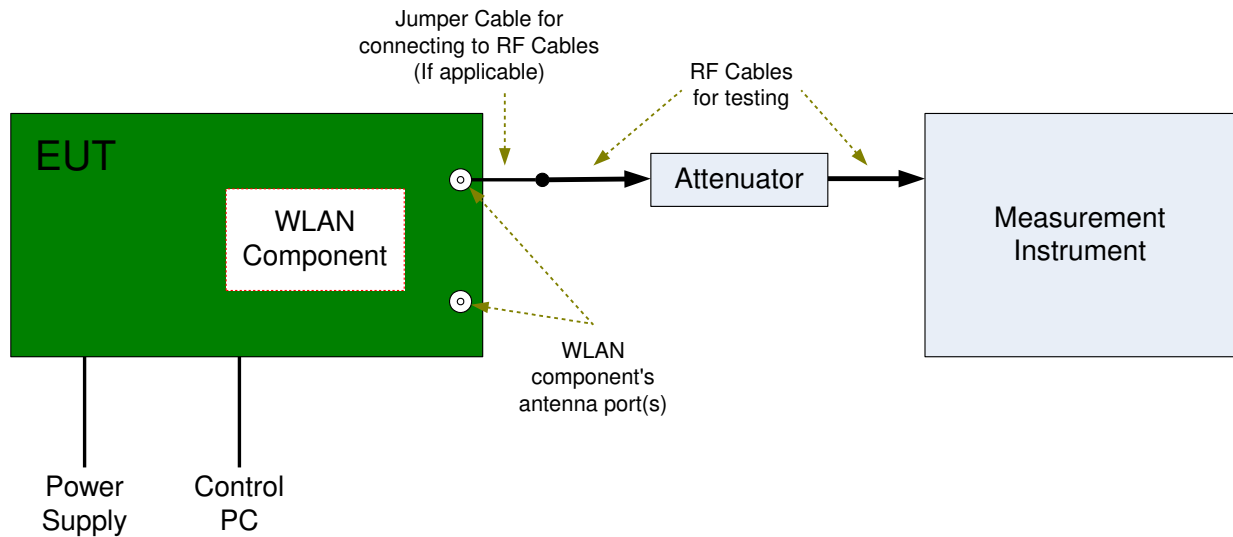 Jumper Cable for
connecting to RF Cables
(If applicable)
RF Cables
for testing
EUT
WLAN
Component
Attenuator
Measurement
Instrument
WLAN
component's
antenna port(s)
Power
Supply
Control
PC